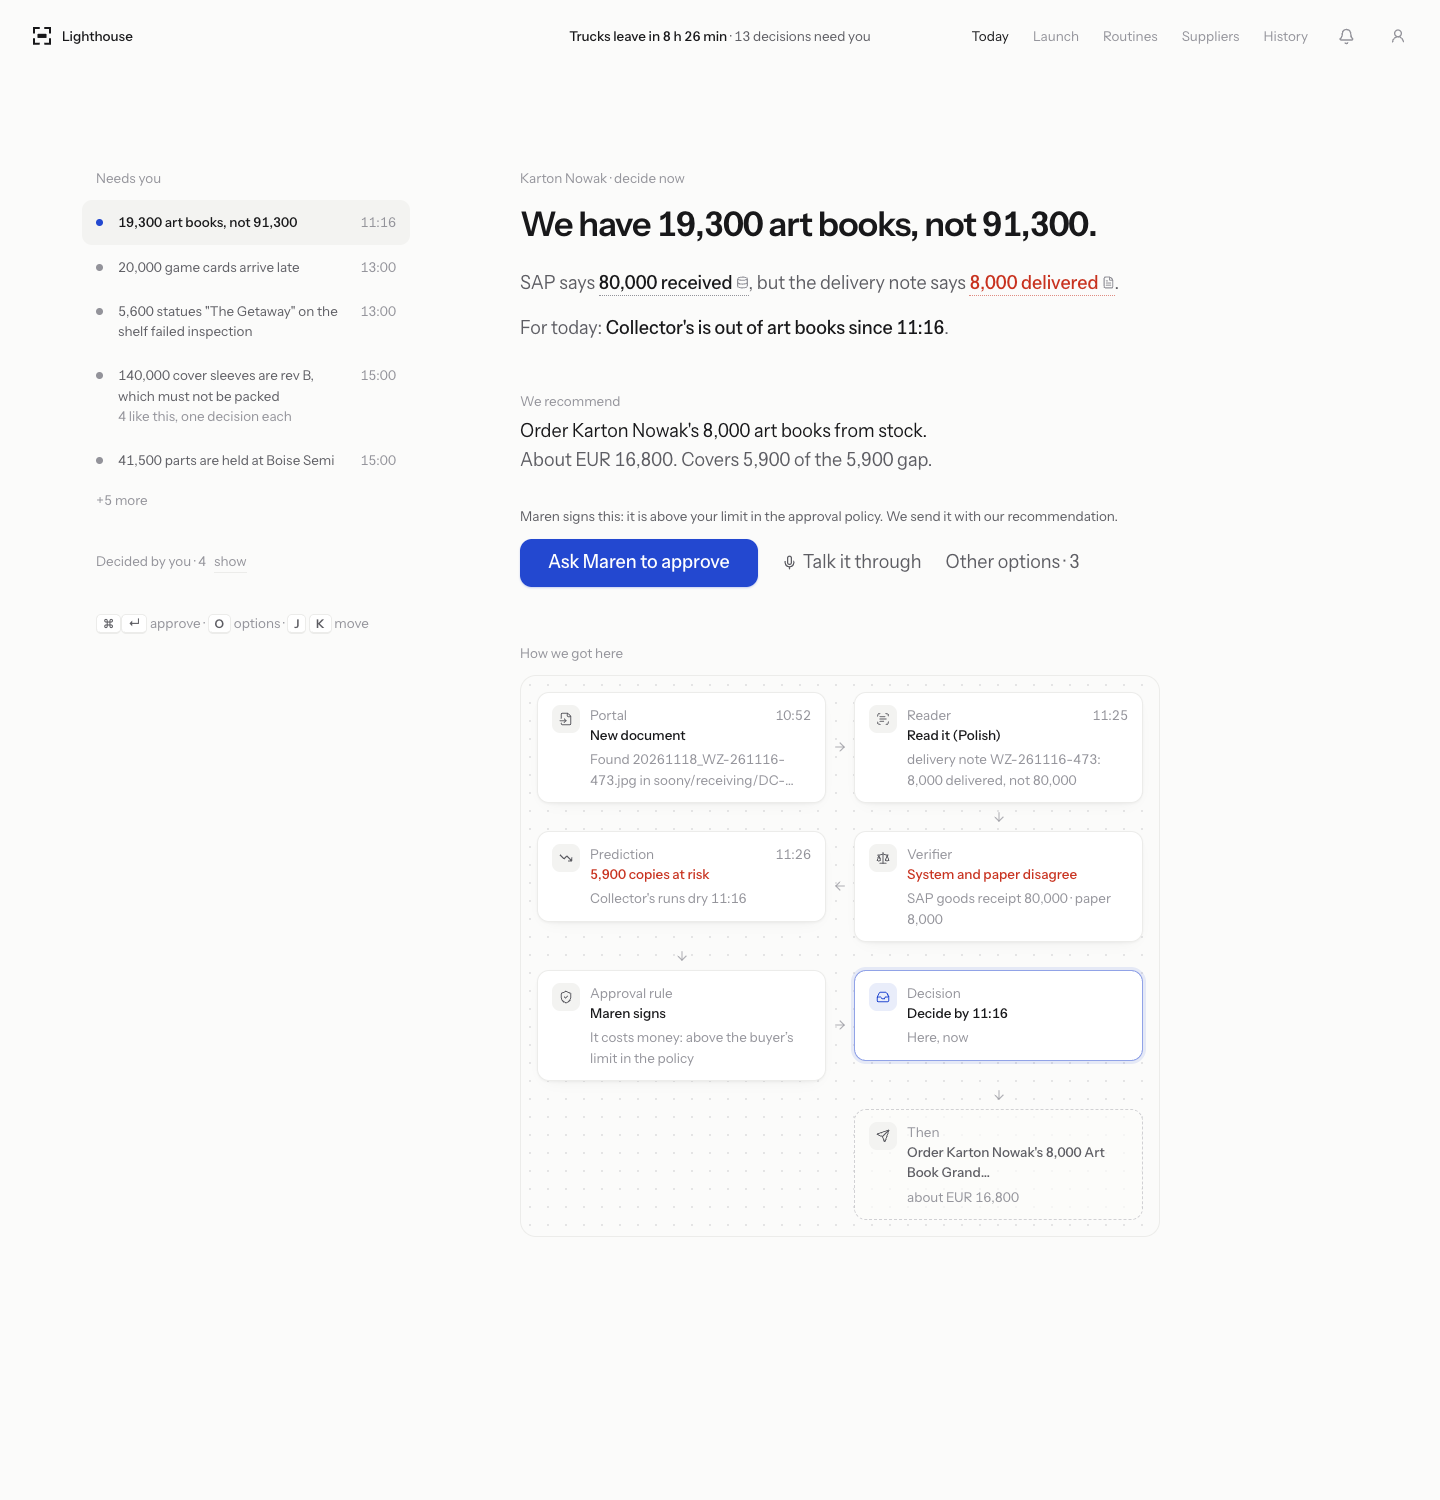 Lighthouse
Trucks leave in 8 h 26 min · 13 decisions need you
Today
Launch
Routines
Suppliers
History
Needs you
19,300 art books, not 91,300
11:16
20,000 game cards arrive late
13:00
5,600 statues "The Getaway" on the
13:00
shelf failed inspection
140,000 cover sleeves are rev B,
15:00
which must not be packed
4 like this, one decision each
41,500 parts are held at Boise Semi
15:00
+5 more
Decided by you · 4 show
⌘ ↵ approve · O options · J K move
Karton Nowak · decide now
We have 19,300 art books, not 91,300.
SAP says 80,000 received, but the delivery note says 8,000 delivered.
For today: Collector's is out of art books since 11:16.
We recommend
Order Karton Nowak's 8,000 art books from stock.
About EUR 16,800. Covers 5,900 of the 5,900 gap.
Maren signs this: it is above your limit in the approval policy. We send it with our recommendation.
Ask Maren to approve
Talk it through
Other options · 3
How we got here
Portal
10:52
New document
Found 20261118_WZ-261116-
473.jpg in soony/receiving/DC-...
Reader
11:25
Read it (Polish)
delivery note WZ-261116-473:
8,000 delivered, not 80,000
Prediction
11:26
5,900 copies at risk
Collector's runs dry 11:16
Verifier
System and paper disagree
SAP goods receipt 80,000 · paper
8,000
Approval rule
Maren signs
It costs money: above the buyer's
limit in the policy
Decision
Decide by 11:16
Here, now
Then
Order Karton Nowak's 8,000 Art
Book Grand...
about EUR 16,800